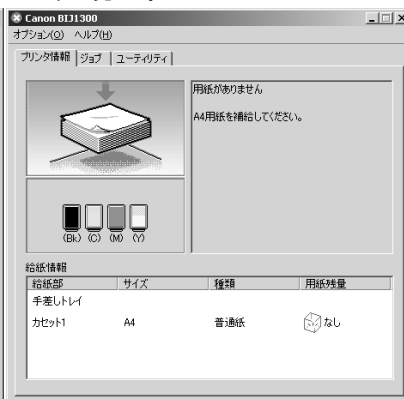 Canon BIJ1300
オプション(O) ヘルプ(H)
プリンタ情報 ジョブ ユーティリティ
用紙がありません
A4用紙を補給してください。
(Bk) (C) (M) (Y)
給紙情報
給紙部 サイズ 種類 用紙残量
手差しトレイ
カセット1 A4 普通紙 なし